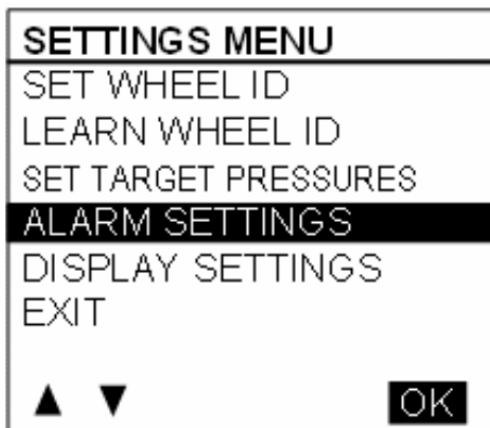 SETTINGS MENU
SET WHEEL ID
LEARN WHEEL ID
SET TARGET PRESSURES
ALARM SETTINGS
DISPLAY SETTINGS
EXIT
▲ ▼ OK